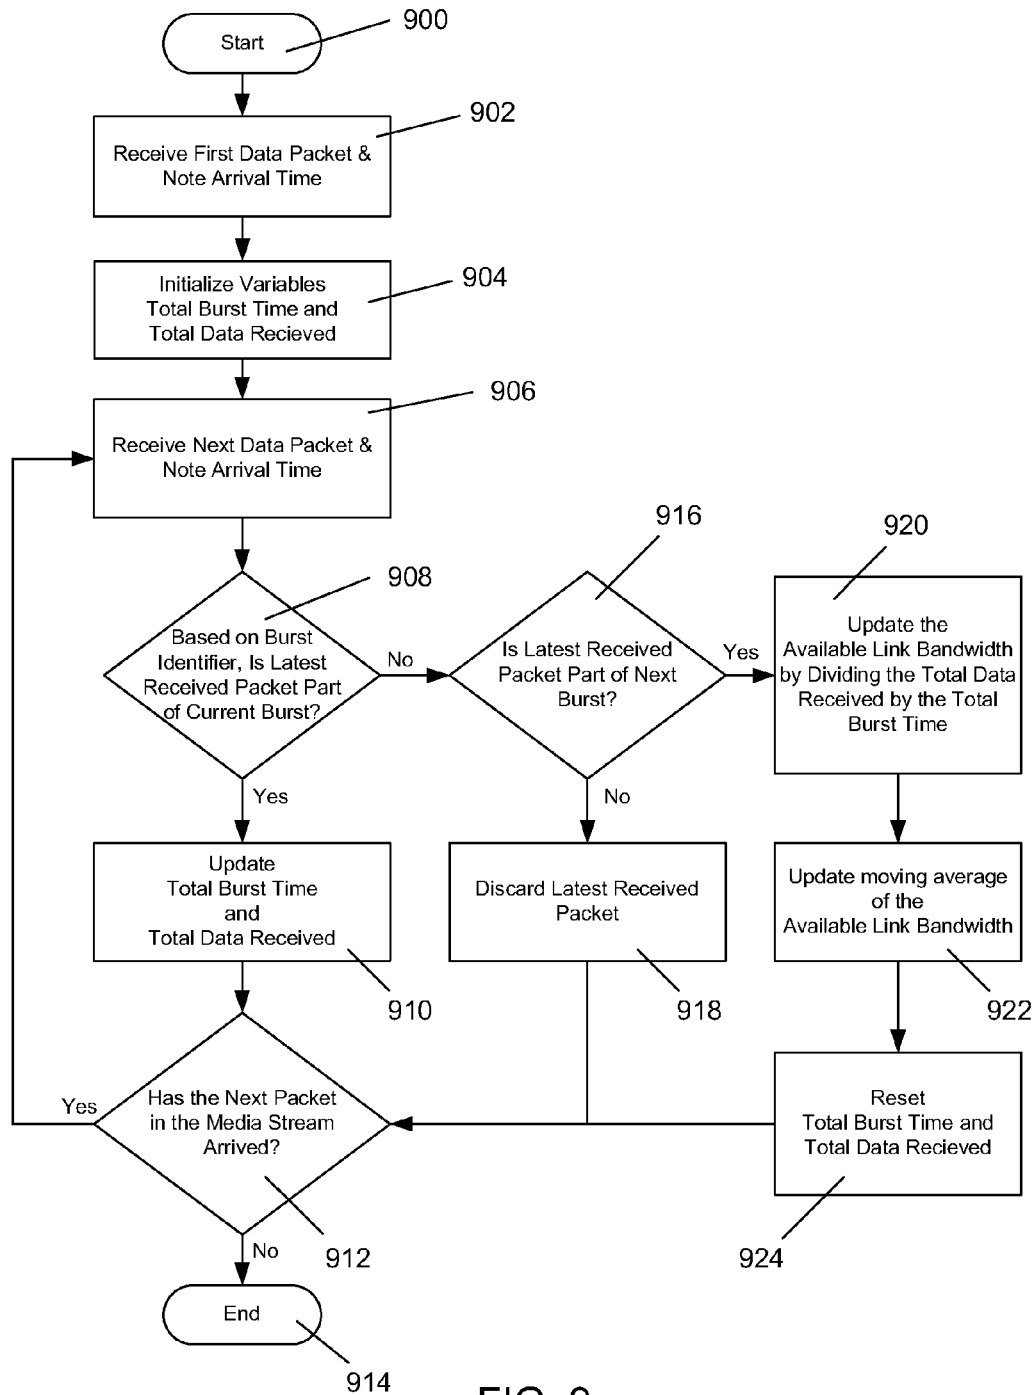 900
Start
902
Receive First Data Packet &
Note Arrival Time
904
Initialize Variables
Total Burst Time and
Total Data Recieved
906
Receive Next Data Packet &
Note Arrival Time
908
Based on Burst
Identifier, Is Latest
Received Packet Part
of Current Burst?
No
916
Is Latest Received
Packet Part of Next
Burst?
Yes
920
Update the
Available Link Bandwidth
by Dividing the Total Data
Received by the Total
Burst Time
Yes
No
Update
Total Burst Time
and
Total Data Received
910
Discard Latest Received
Packet
918
Update moving average
of the
Available Link Bandwidth
922
Yes
Has the Next Packet
in the Media Stream
Arrived?
912
Reset
Total Burst Time and
Total Data Recieved
924
No
End
914